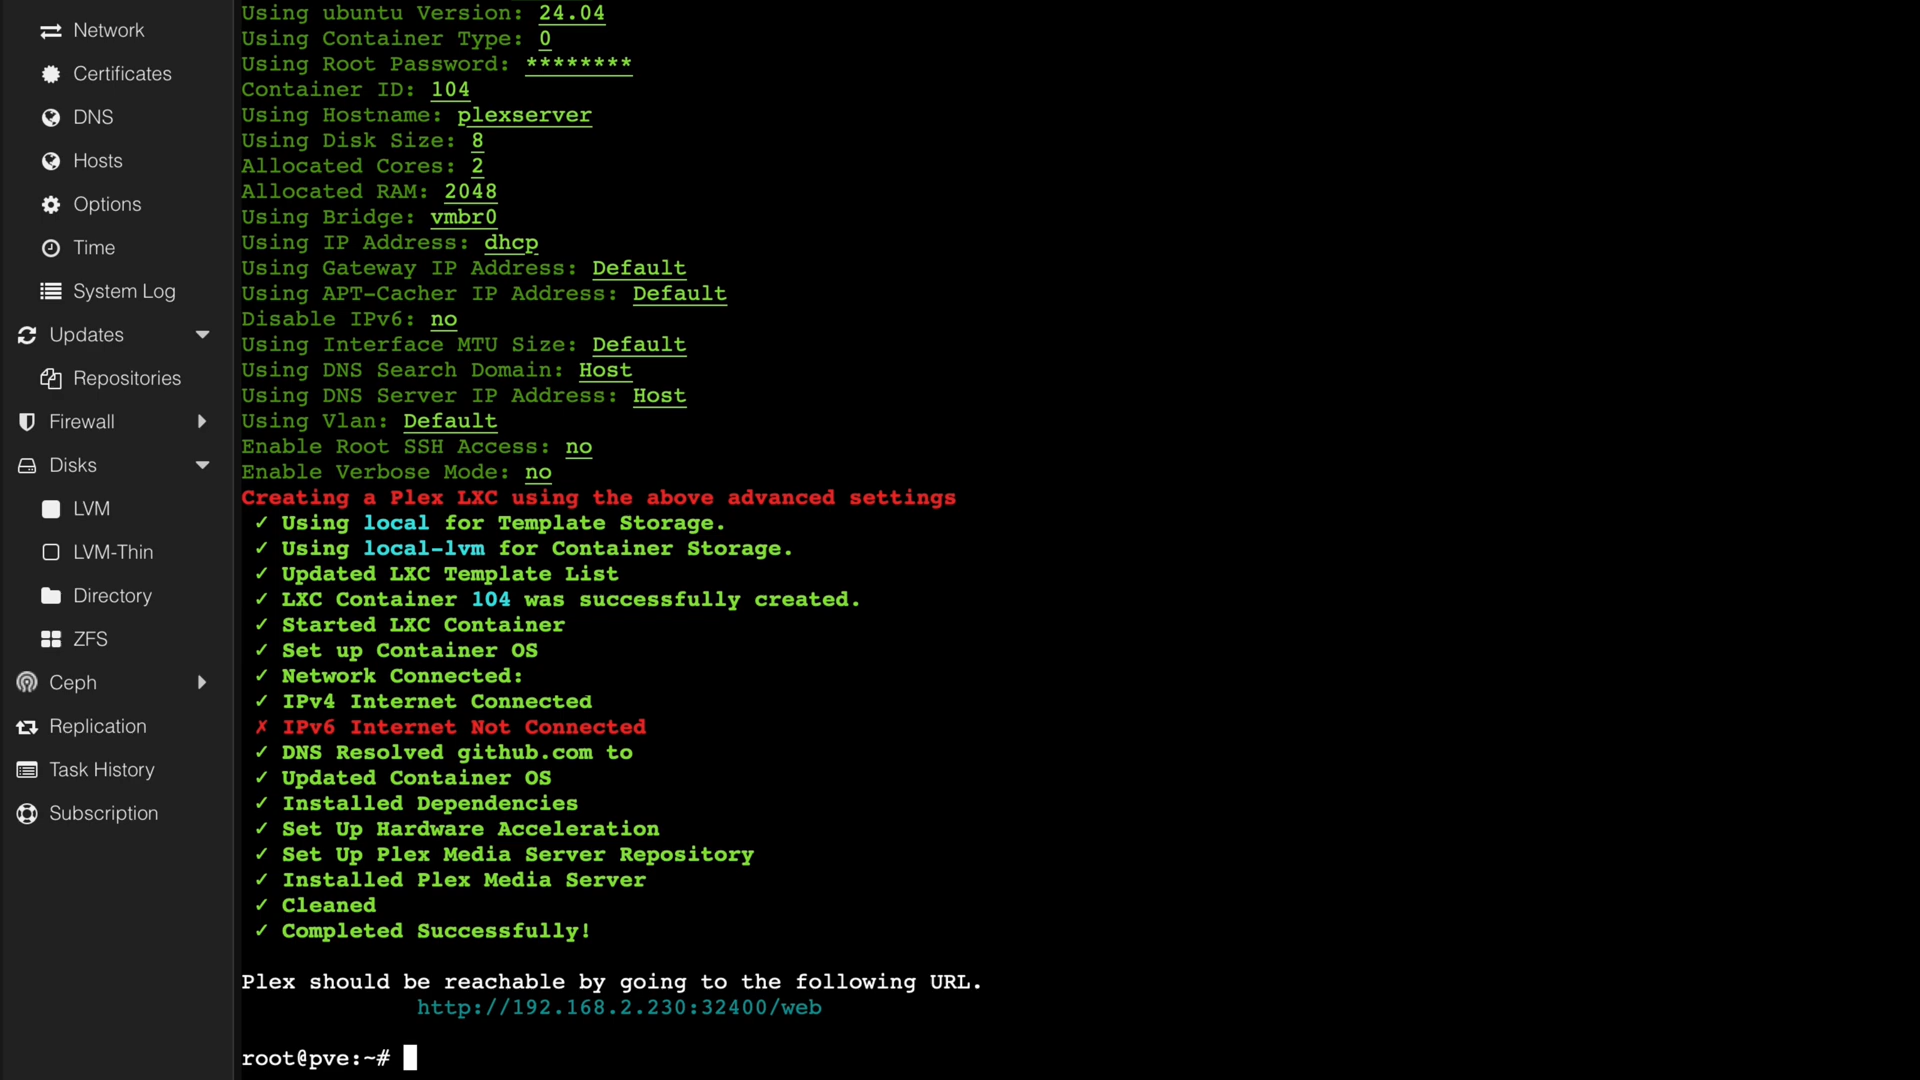 Network
Certificates
DNS
Hosts
Options
Time
System Log
Updates
Repositories
Firewall
Disks
LVM
LVM-Thin
Directory
ZFS
Ceph
Replication
Task History
Subscription
Using ubuntu Version: 24.04
Using Container Type: 0
Using Root Password: ********
Container ID: 104
Using Hostname: plexserver
Using Disk Size: 8
Allocated Cores: 2
Allocated RAM: 2048
Using Bridge: vmbr0
Using IP Address: dhcp
Using Gateway IP Address: Default
Using APT-Cacher IP Address: Default
Disable IPv6: no
Using Interface MTU Size: Default
Using DNS Search Domain: Host
Using DNS Server IP Address: Host
Using Vlan: Default
Enable Root SSH Access: no
Enable Verbose Mode: no
Creating a Plex LXC using the above advanced settings
✓ Using local for Template Storage.
✓ Using local-lvm for Container Storage.
✓ Updated LXC Template List
✓ LXC Container 104 was successfully created.
✓ Started LXC Container
✓ Set up Container OS
✓ Network Connected:
✓ IPv4 Internet Connected
✗ IPv6 Internet Not Connected
✓ DNS Resolved github.com to
✓ Updated Container OS
✓ Installed Dependencies
✓ Set Up Hardware Acceleration
✓ Set Up Plex Media Server Repository
✓ Installed Plex Media Server
✓ Cleaned
✓ Completed Successfully!
Plex should be reachable by going to the following URL.
http://192.168.2.230:32400/web
root@pve:~#